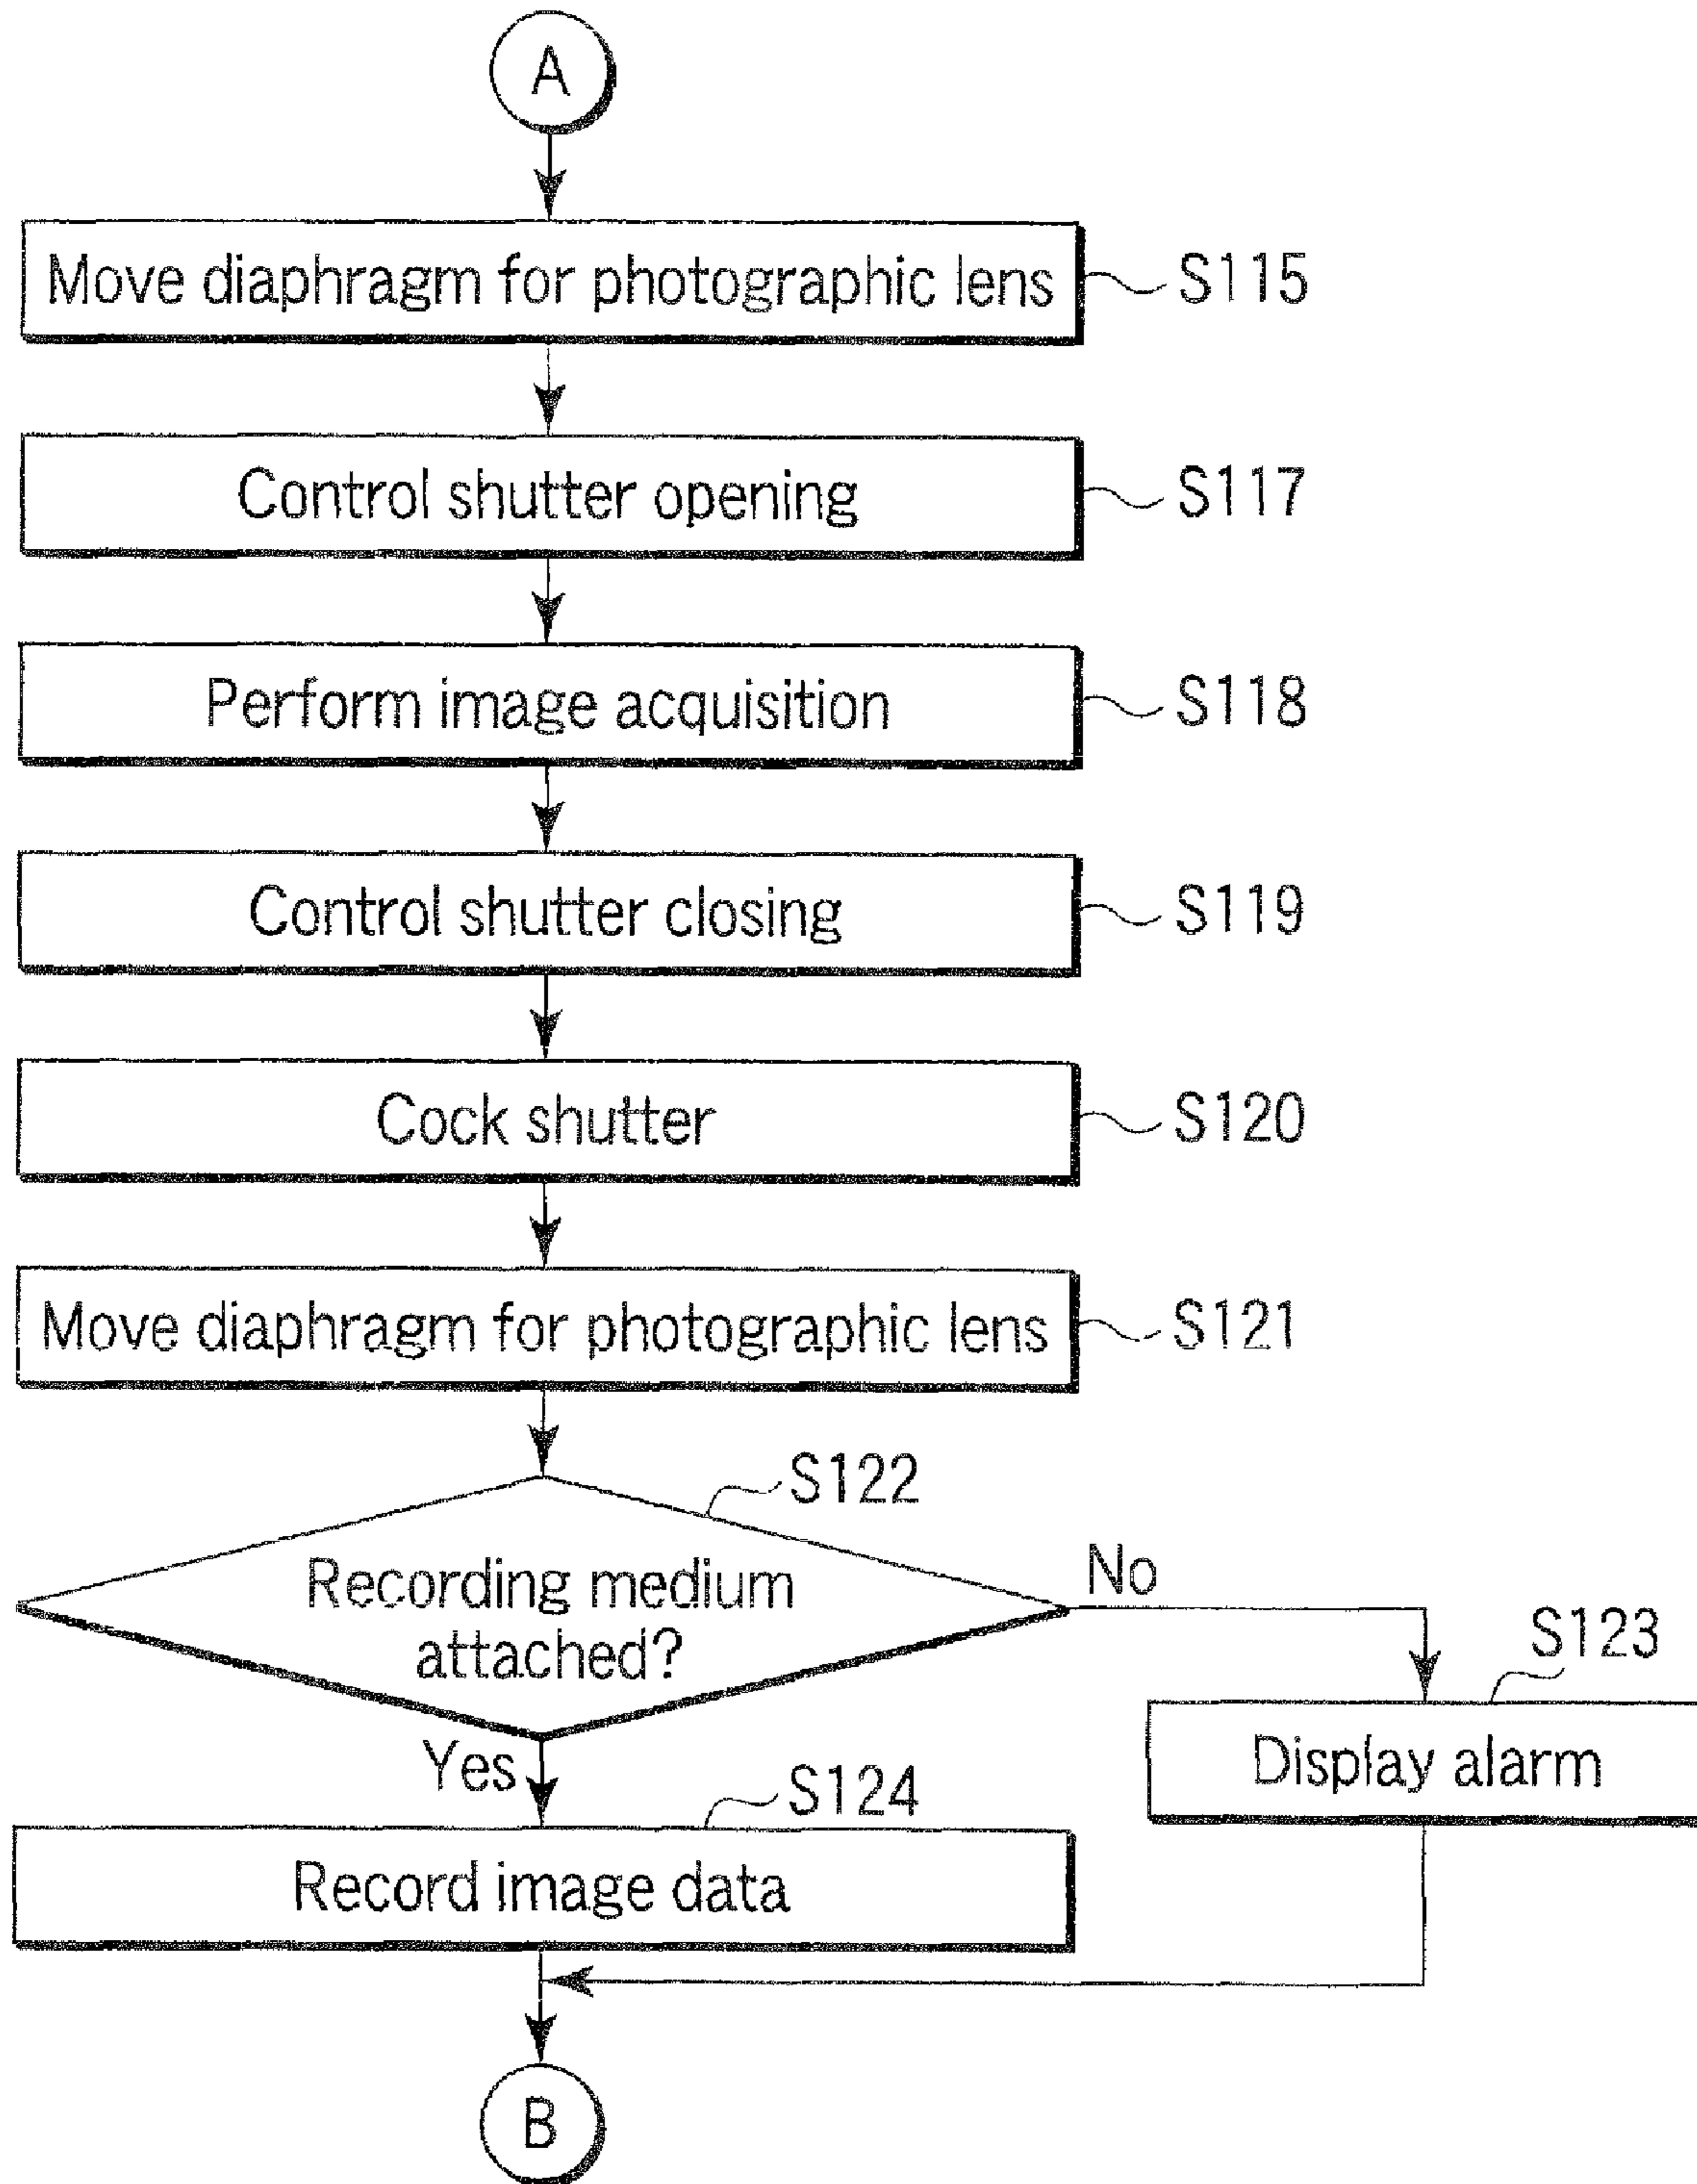 A
Move diaphragm for photographic lens
S115
Control shutter opening
S117
Perform image acquisition
S118
Control shutter closing
S119
Cock shutter
S120
Move diaphragm for photographic lens
S121
S122
Recording medium
attached?
No
S123
Display alarm
Yes
S124
Record image data
B